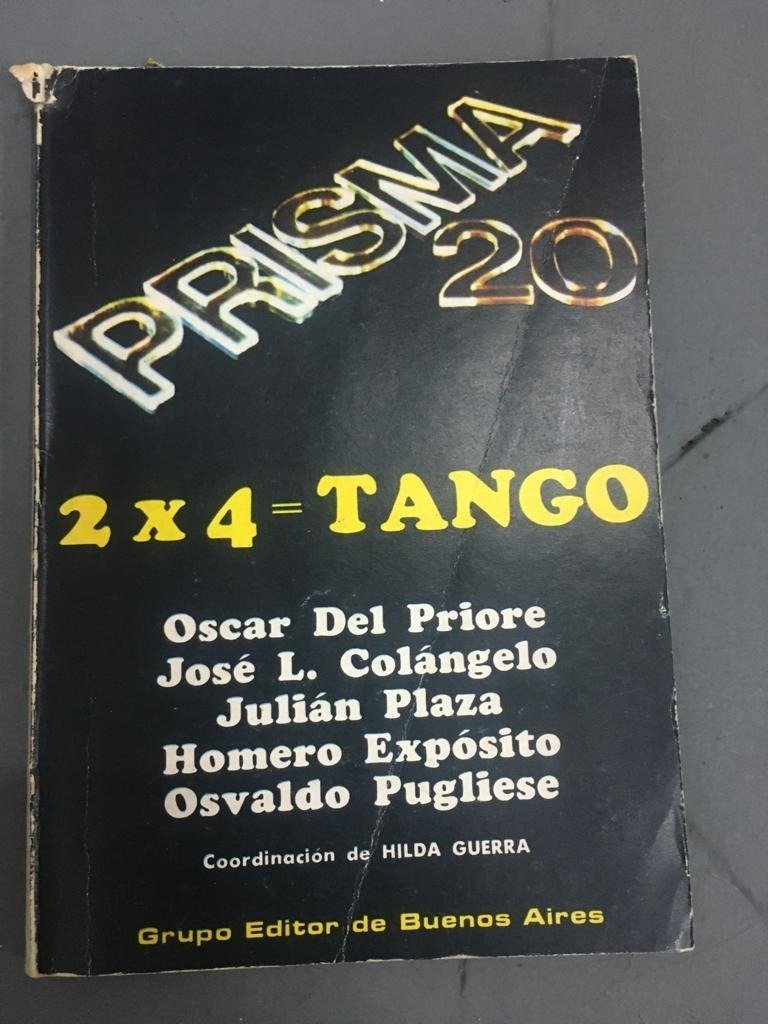 PRISMA
20
2 x 4 = TANGO
Oscar Del Priore
José L. Colángelo
Julián Plaza
Homero Expósito
Osvaldo Pugliese
Coordinación de HILDA GUERRA
Grupo Editor de Buenos Aires